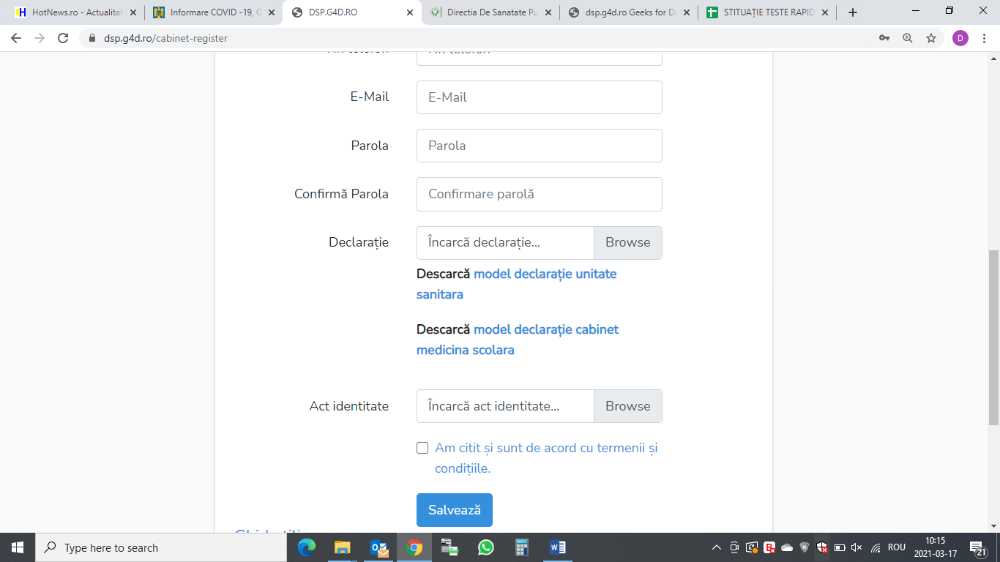 HotNews.ro - Actualitat
Informare COVID -19, G
DSP.G4D.RO
Directia De Sanatate Pu
dsp.g4d.ro Geeks for De
STITUAȚIE TESTE RAPID
dsp.g4d.ro/cabinet-register
D
E-Mail
E-Mail
Parola
Parola
Confirmă Parola
Confirmare parolă
Declarație
Încarcă declarație...
Browse
Descarcă model declarație unitate
sanitara
Descarcă model declarație cabinet
medicina scolara
Act identitate
Încarcă act identitate...
Browse
Am citit și sunt de acord cu termenii și
condițiile.
Salvează
Type here to search
ROU
10:15
2021-03-17
21